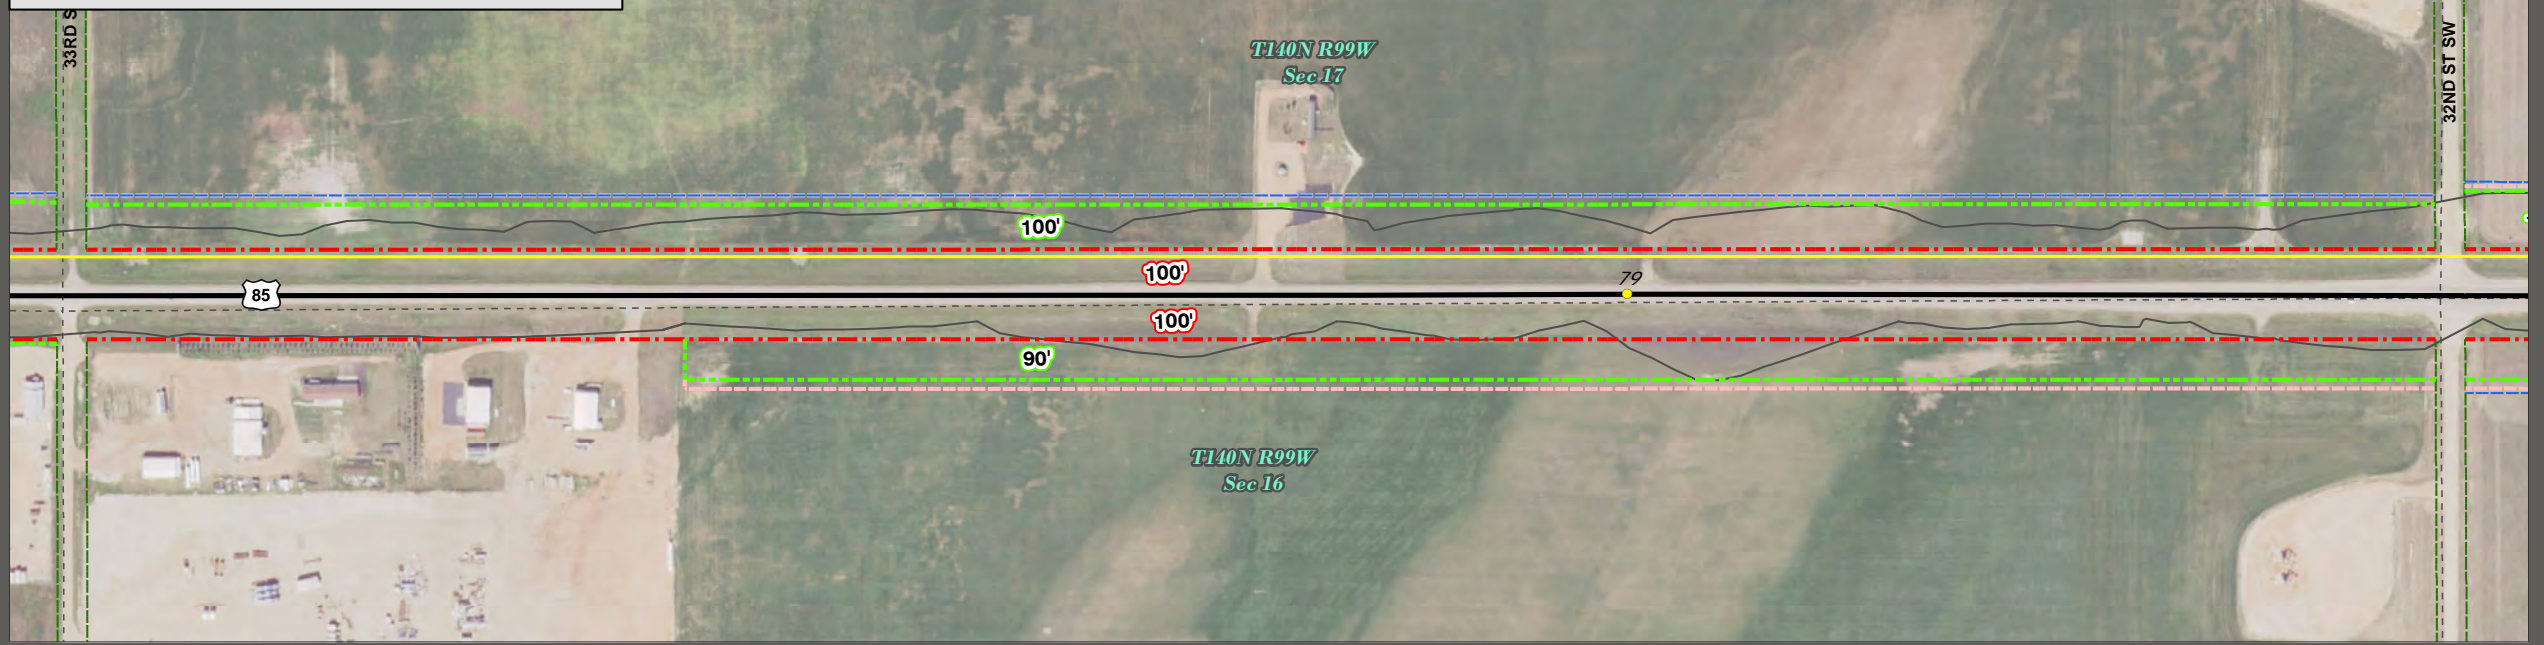 33RD S
T140N R99W
Sec 17
32ND ST SW
100'
100'
79
85
100'
90'
T140N R99W
Sec 16